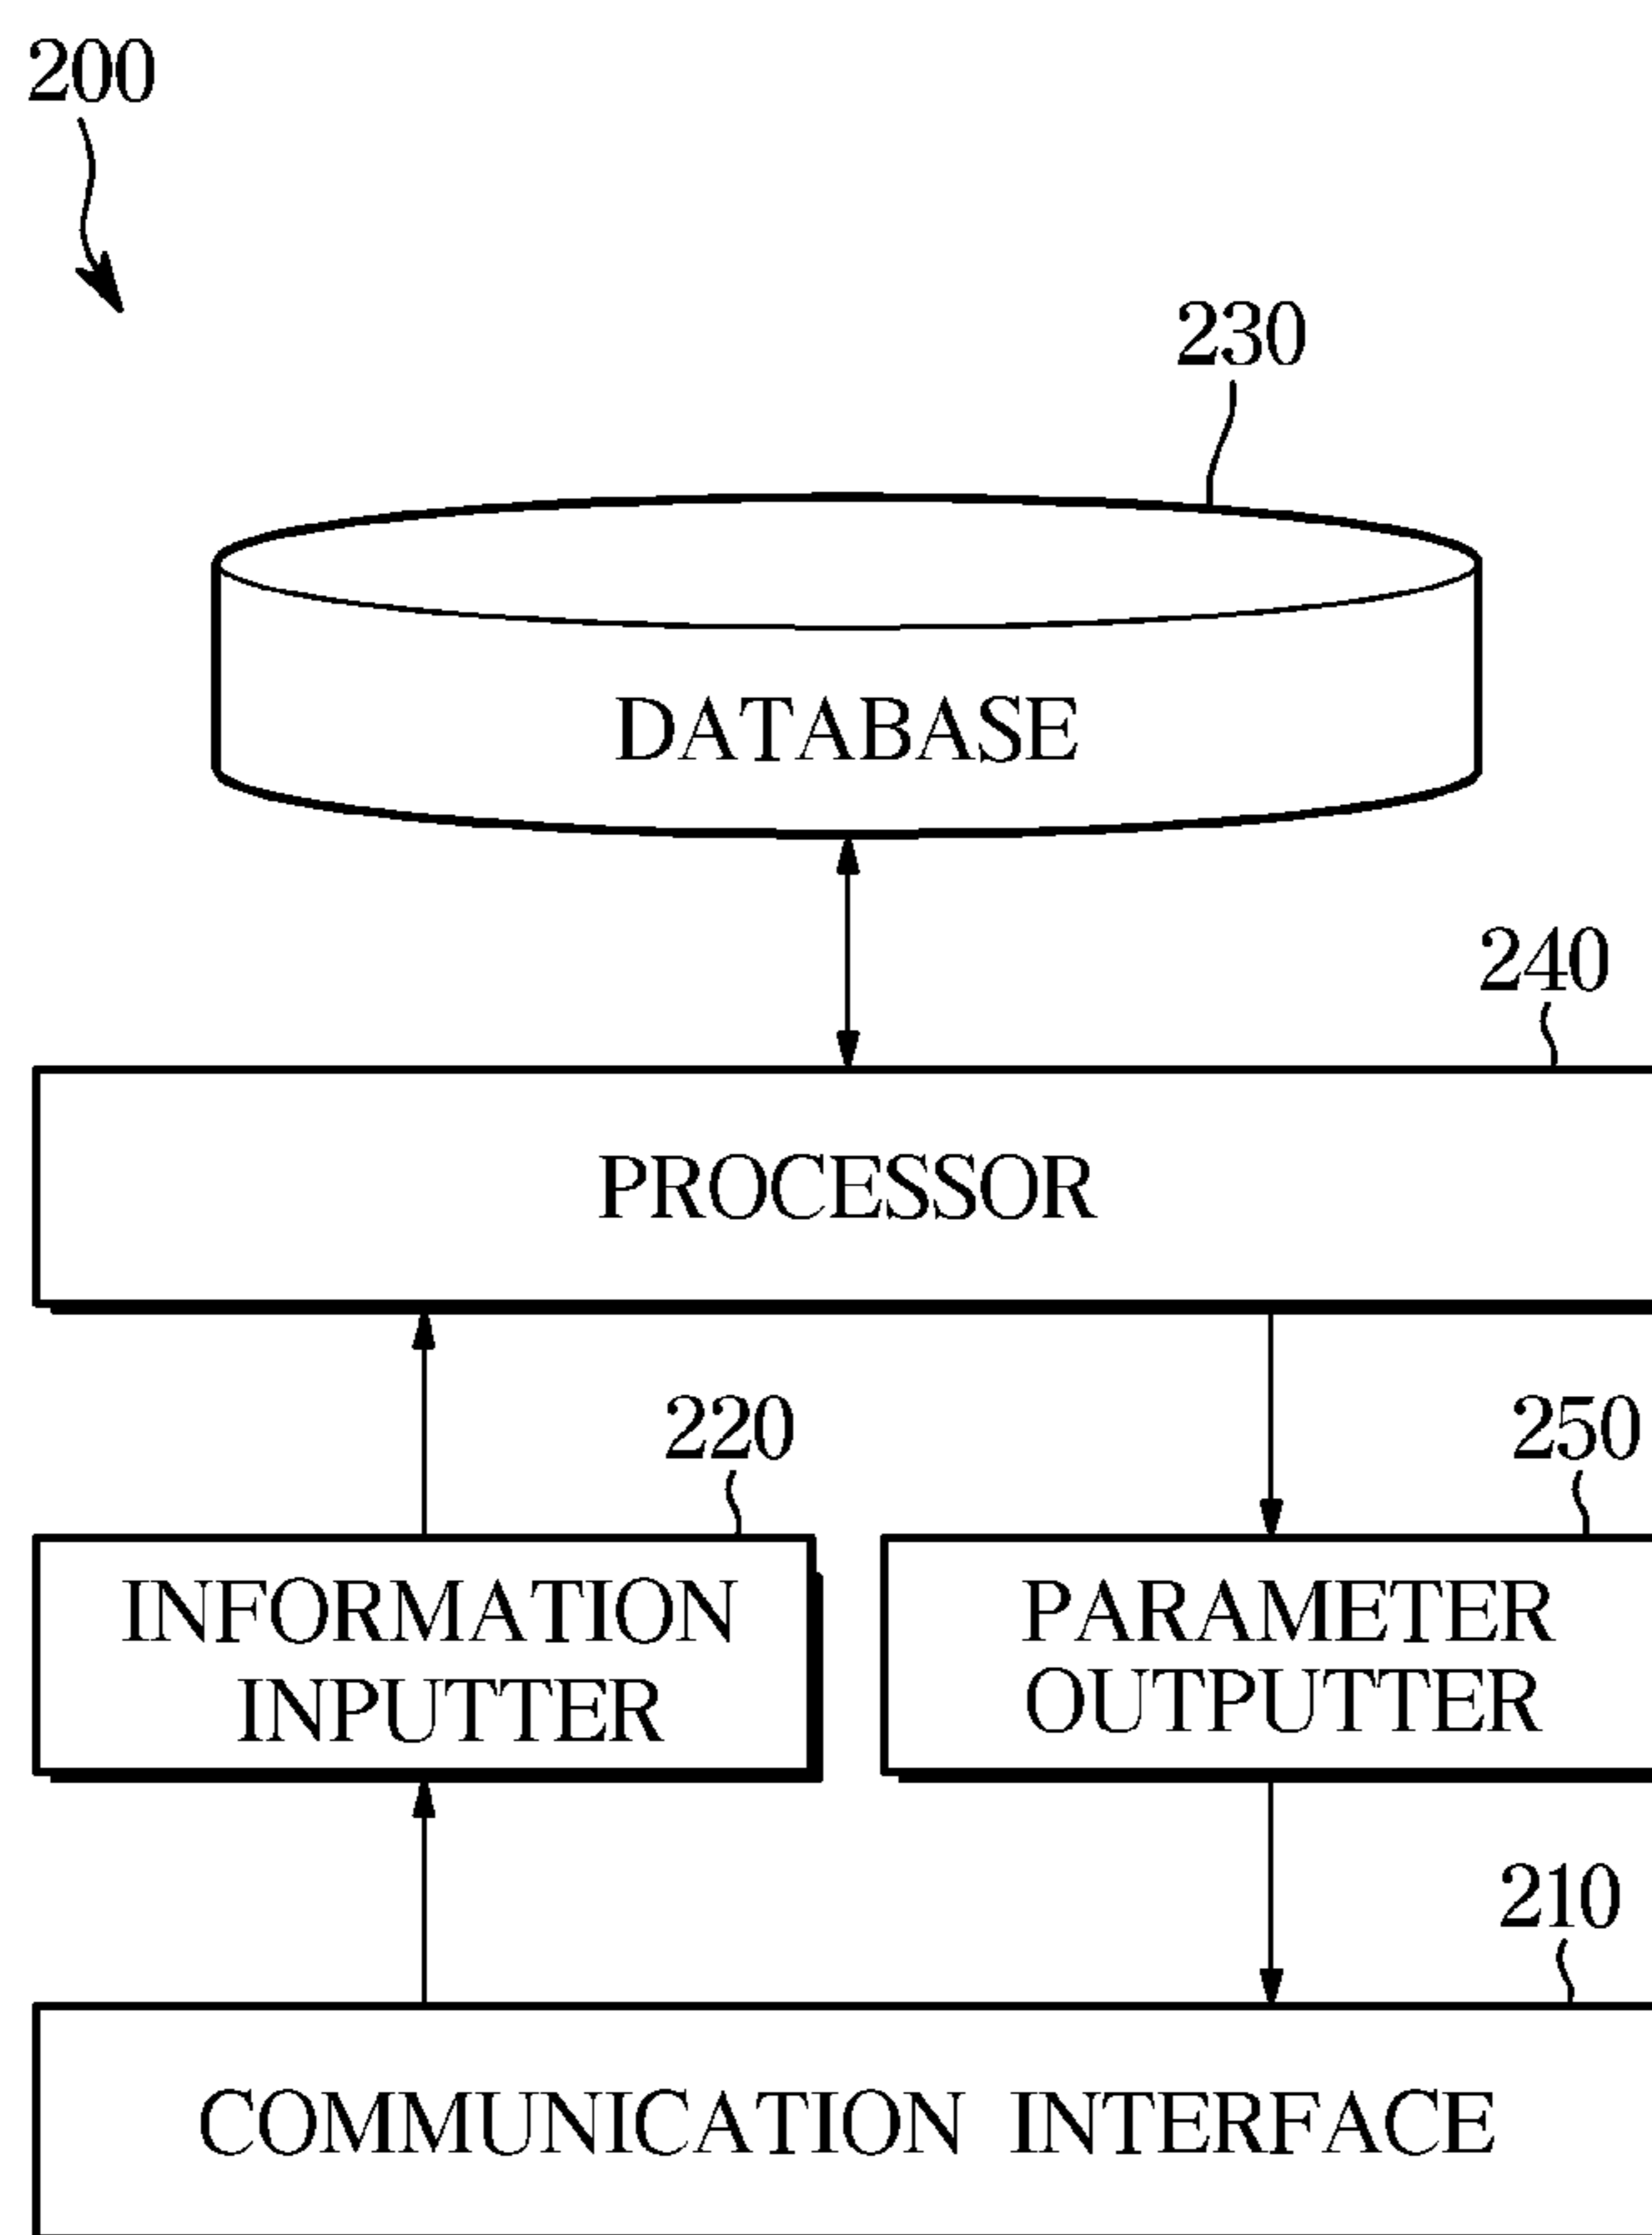 200
230
DATABASE
240
PROCESSOR
220
250
INFORMATION
INPUTTER
PARAMETER
OUTPUTTER
210
COMMUNICATION INTERFACE